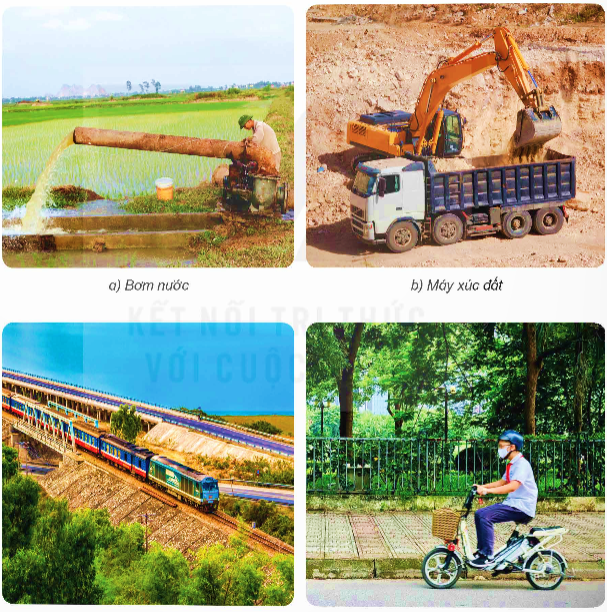 a) Bơm nước
b) Máy xúc đất
KẾT NỐI TRI THỨC
VỚI CUỘC